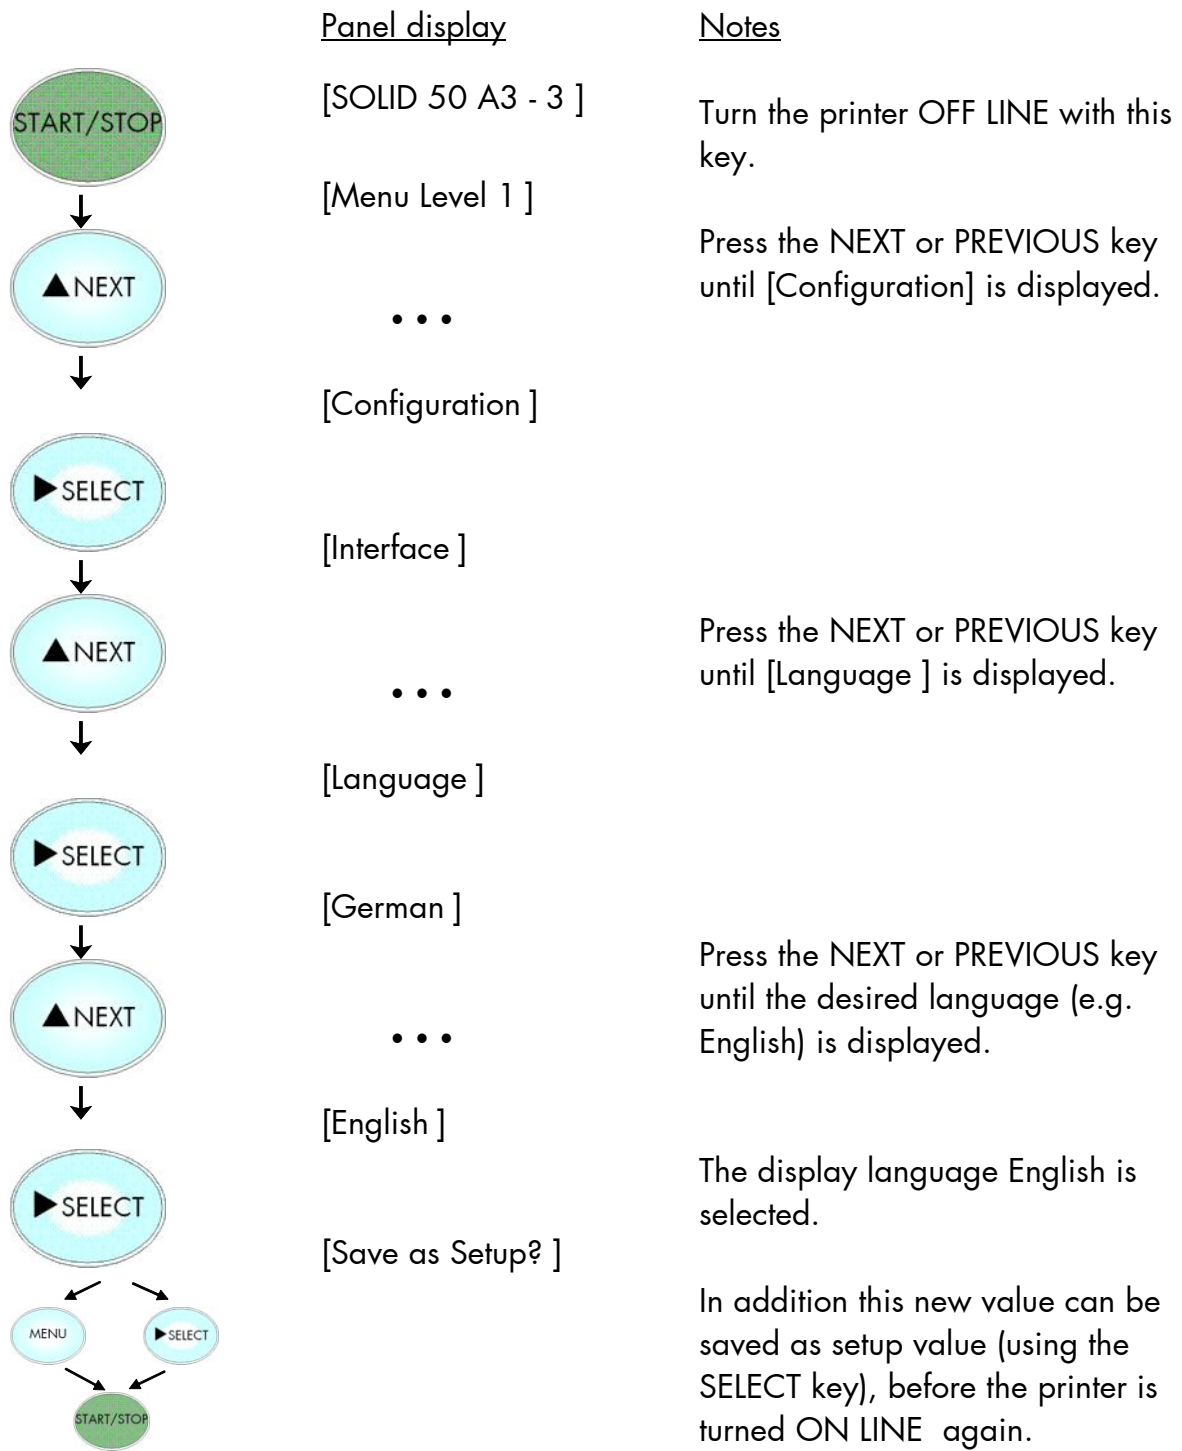 Panel display
Notes
START/STOP
[SOLID 50 A3 - 3 ]
Turn the printer OFF LINE with this
key.
[Menu Level 1 ]
▲NEXT
Press the NEXT or PREVIOUS key
until [Configuration] is displayed.
• • •
[Configuration ]
▶SELECT
[Interface ]
▲NEXT
Press the NEXT or PREVIOUS key
until [Language ] is displayed.
• • •
[Language ]
▶SELECT
[German ]
▲NEXT
Press the NEXT or PREVIOUS key
until the desired language (e.g.
English) is displayed.
• • •
[English ]
▶SELECT
The display language English is
selected.
[Save as Setup? ]
MENU
▶SELECT
START/STOP
In addition this new value can be
saved as setup value (using the
SELECT key), before the printer is
turned ON LINE  again.